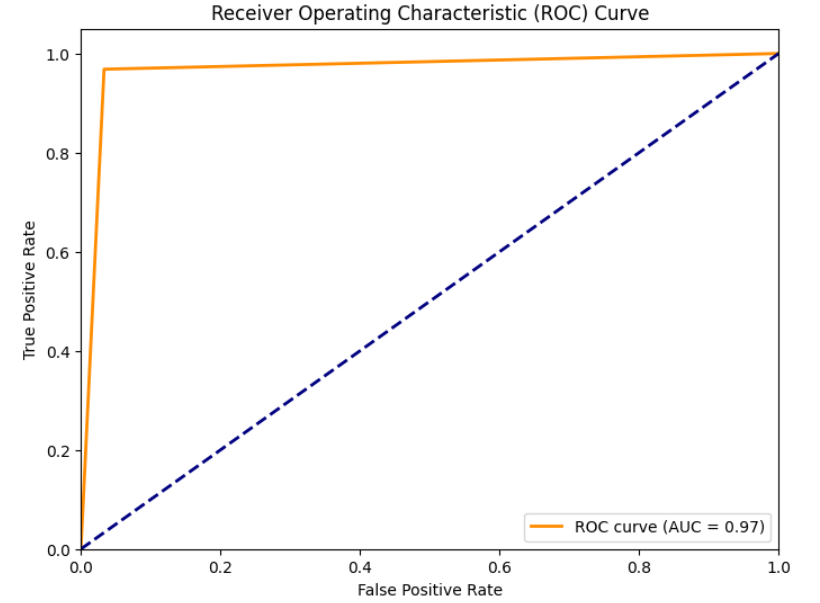 Receiver Operating Characteristic (ROC) Curve
1.0
0.8
0.6
0.4
0.2
0.0
True Positive Rate
ROC curve (AUC = 0.97)
0.0 0.2 0.4 0.6 0.8 1.0
False Positive Rate